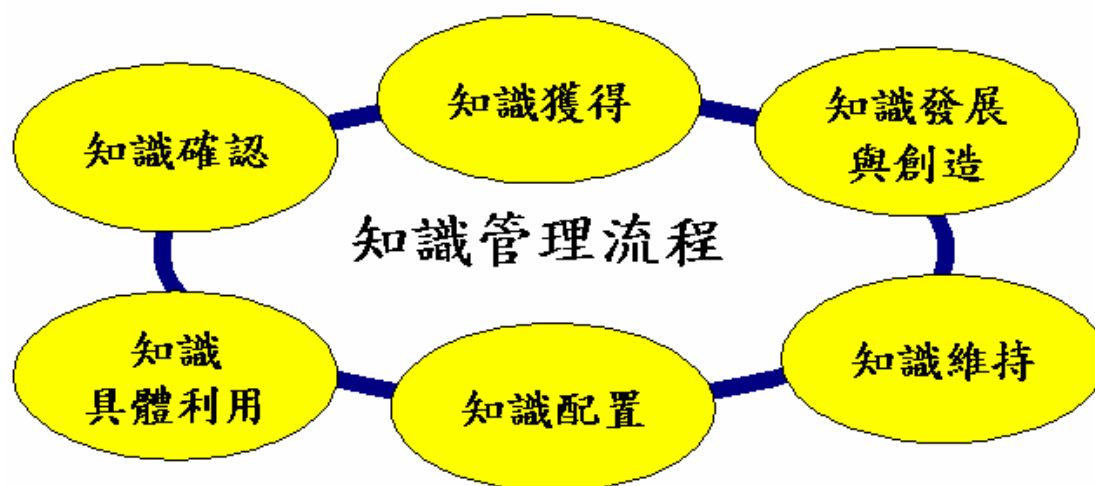 知識獲得
知識發展
與創造
知識確認
知識管理流程
知識維持
知識
具體利用
知識配置